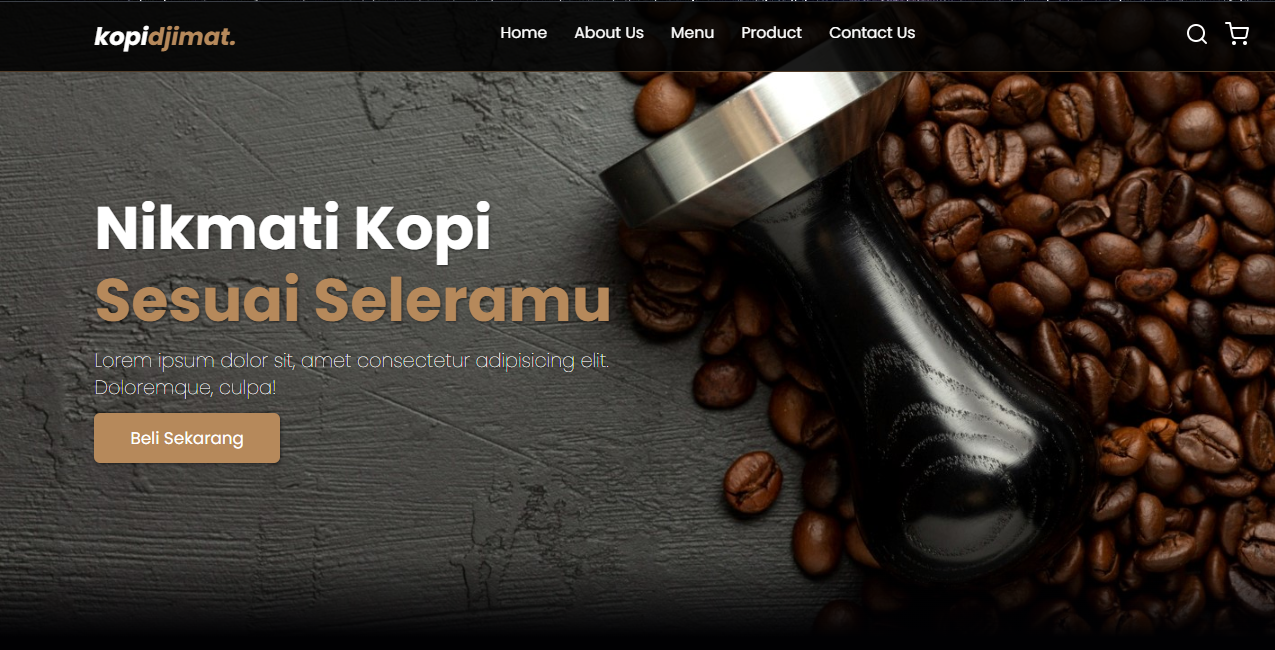 kopidjimat.
Home About Us Menu Product Contact Us
Nikmati Kopi
Sesuai Seleramu
Lorem ipsum dolor sit, amet consectetur adipisicing elit.
Doloremque, culpa!
Beli Sekarang